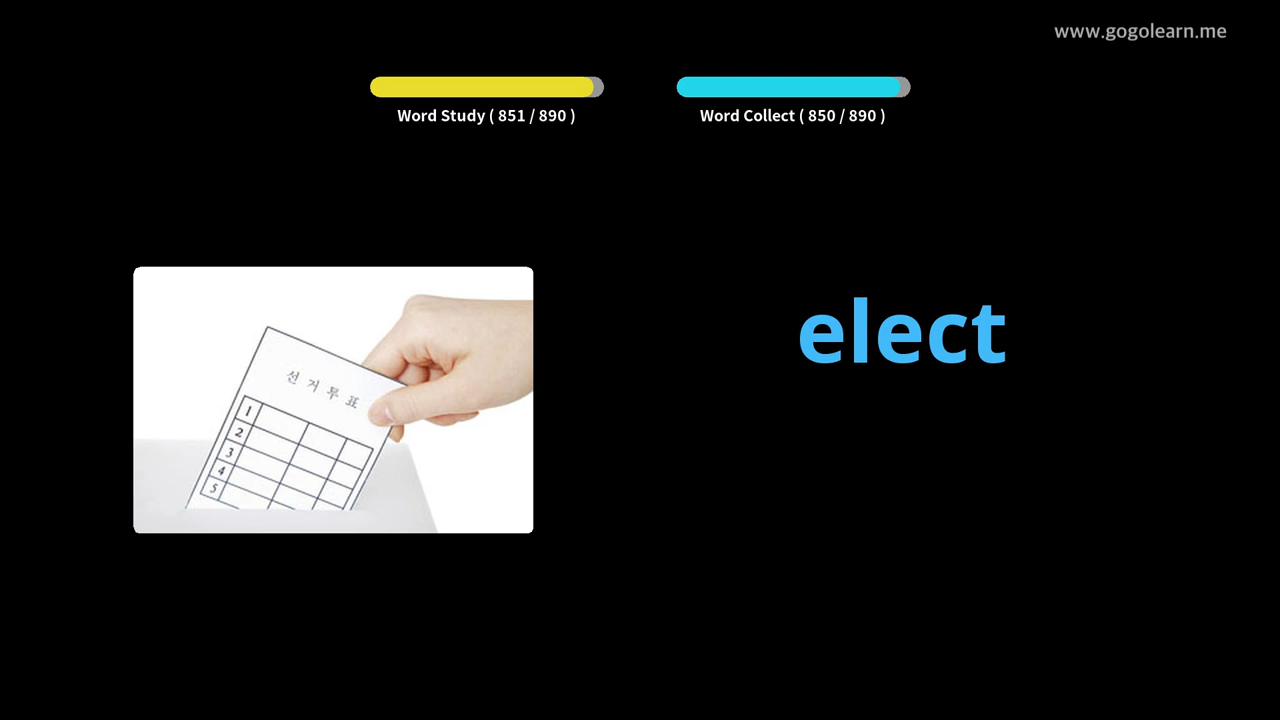 www.gogolearn.me
Word Study ( 851 / 890 )
Word Collect ( 850 / 890 )
elect
선 거 투 표
1
2
3
4
5